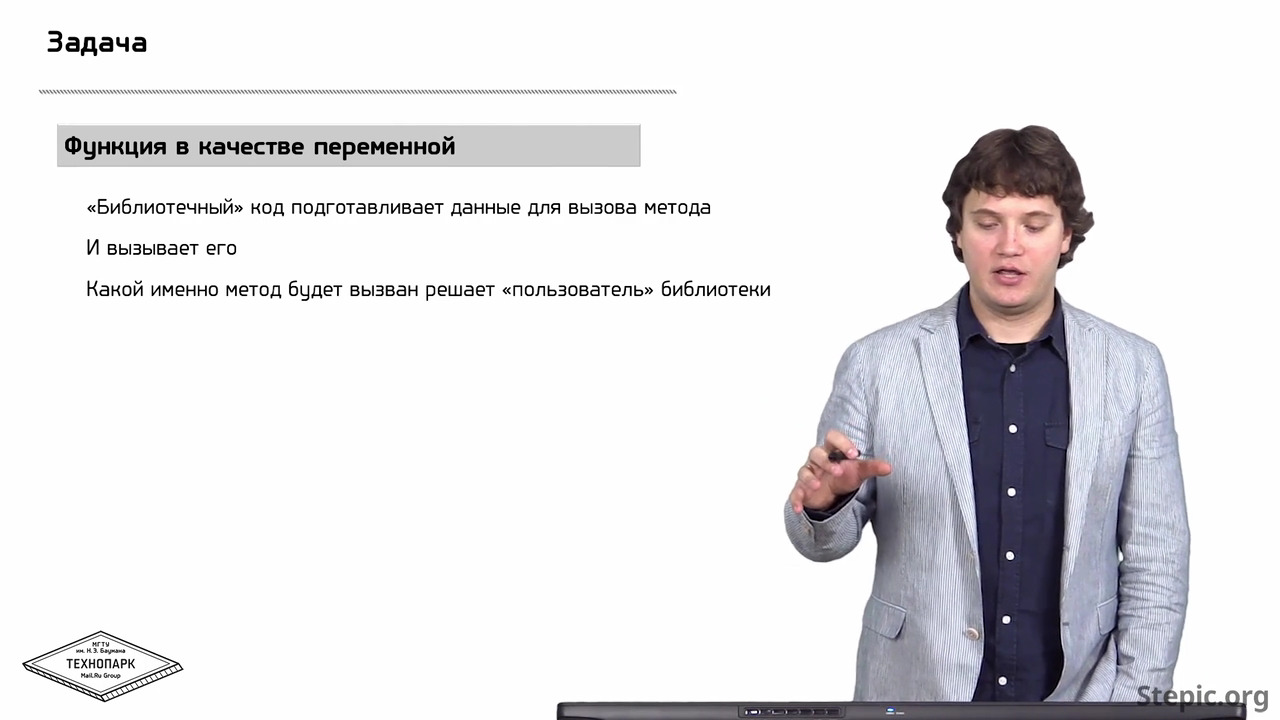 Задача
Функция в качестве переменной
«Библиотечный» код подготавливает данные для вызова метода
И вызывает его
Какой именно метод будет вызван решает «пользователь» библиотеки
МГТУ
им. Н.Э. Баумана
ТЕХНОПАРК
Mail.Ru Group
Stepic.org